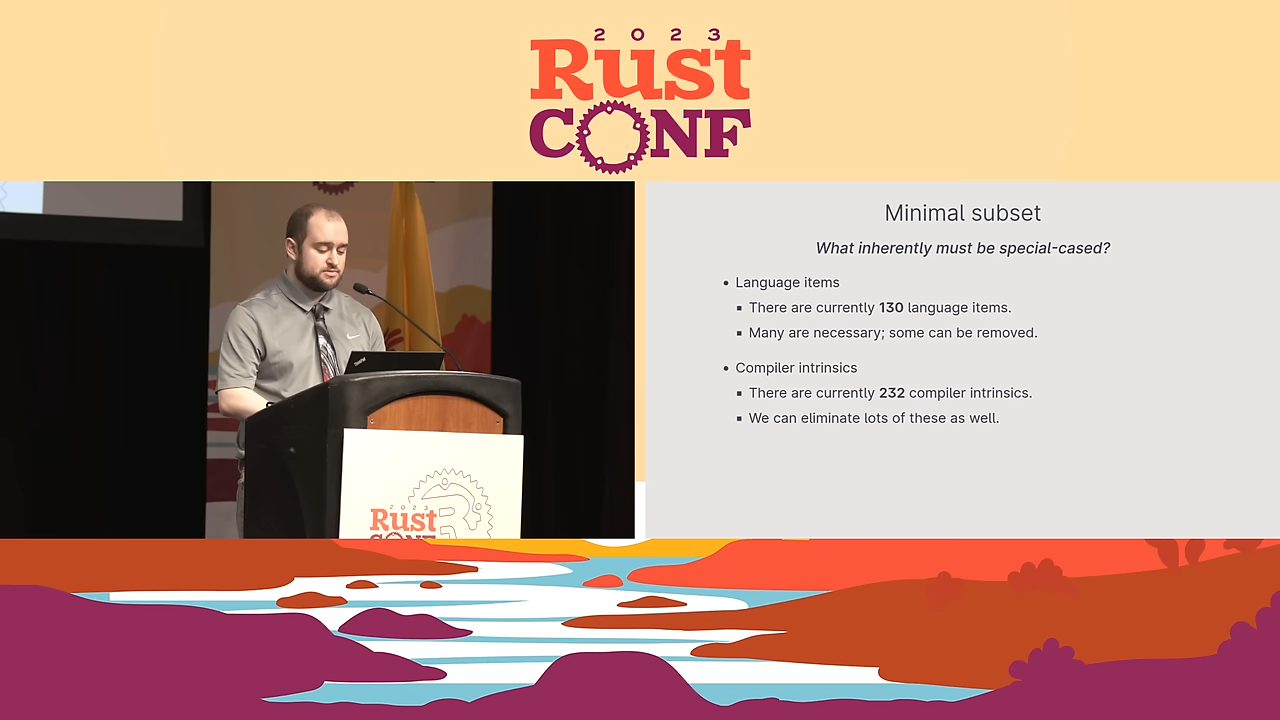 2023
Rust
CONF
Minimal subset
What inherently must be special-cased?
• Language items
▪ There are currently 130 language items.
▪ Many are necessary; some can be removed.
• Compiler intrinsics
▪ There are currently 232 compiler intrinsics.
▪ We can eliminate lots of these as well.
ThinkPad
2023
Rust
CONF